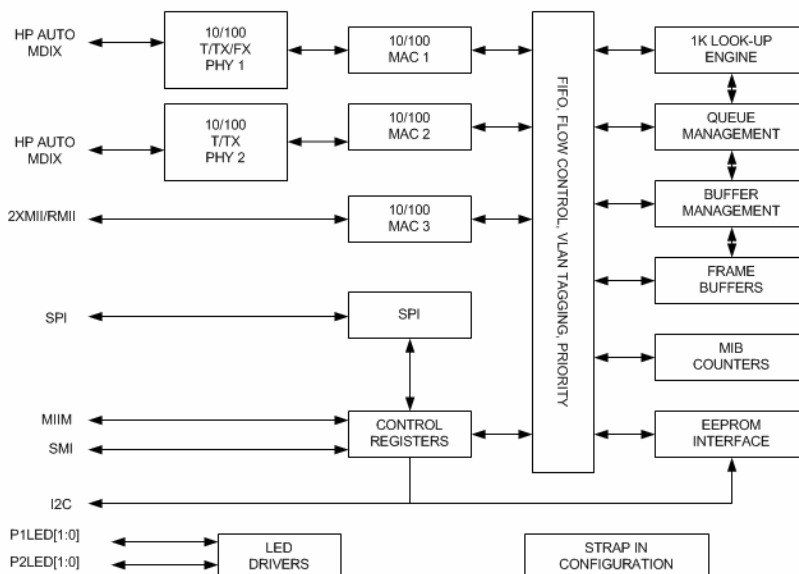 HP AUTO
MDIX
10/100
T/TX/FX
PHY 1
10/100
MAC 1
1K LOOK-UP
ENGINE
HP AUTO
MDIX
10/100
T/TX
PHY 2
10/100
MAC 2
QUEUE
MANAGEMENT
2XMII/RMII
10/100
MAC 3
BUFFER
MANAGEMENT
FIFO, FLOW CONTROL, VLAN TAGGING, PRIORITY
FRAME
BUFFERS
SPI
SPI
MIB
COUNTERS
MIIM
SMI
CONTROL
REGISTERS
EEPROM
INTERFACE
I2C
P1LED[1:0]
P2LED[1:0]
LED
DRIVERS
STRAP IN
CONFIGURATION